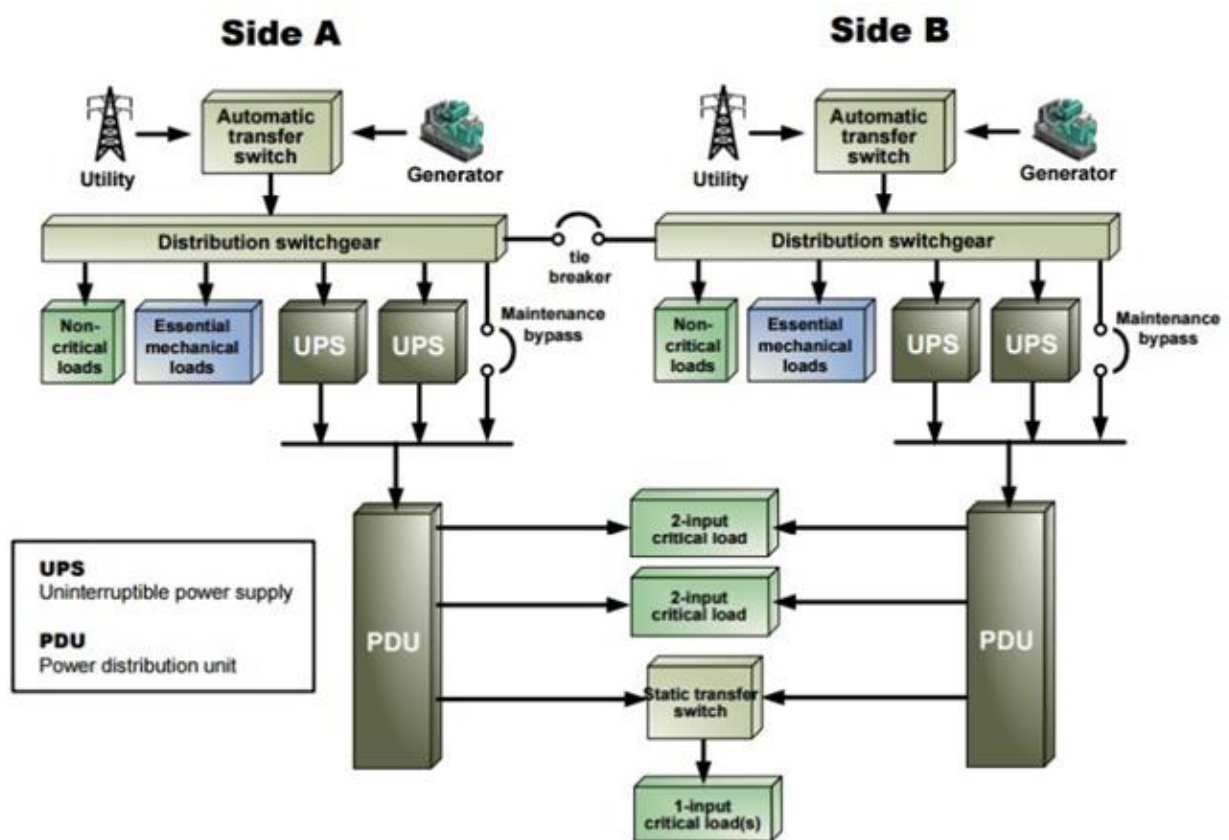 Side A
Side B
Utility
Automatic
transfer
switch
Generator
Utility
Automatic
transfer
switch
Generator
Distribution switchgear
tie
breaker
Distribution switchgear
Non-
critical
loads
Essential
mechanical
loads
UPS
UPS
Maintenance
bypass
Non-
critical
loads
Essential
mechanical
loads
UPS
UPS
Maintenance
bypass
UPS
Uninterruptible power supply
PDU
Power distribution unit
PDU
2-input
critical load
2-input
critical load
Static transfer
switch
1-input
critical load(s)
PDU